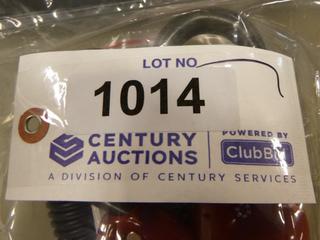 LOT NO
1014
CENTURY
AUCTIONS
POWERED BY
ClubBid
A DIVISION OF CENTURY SERVICES